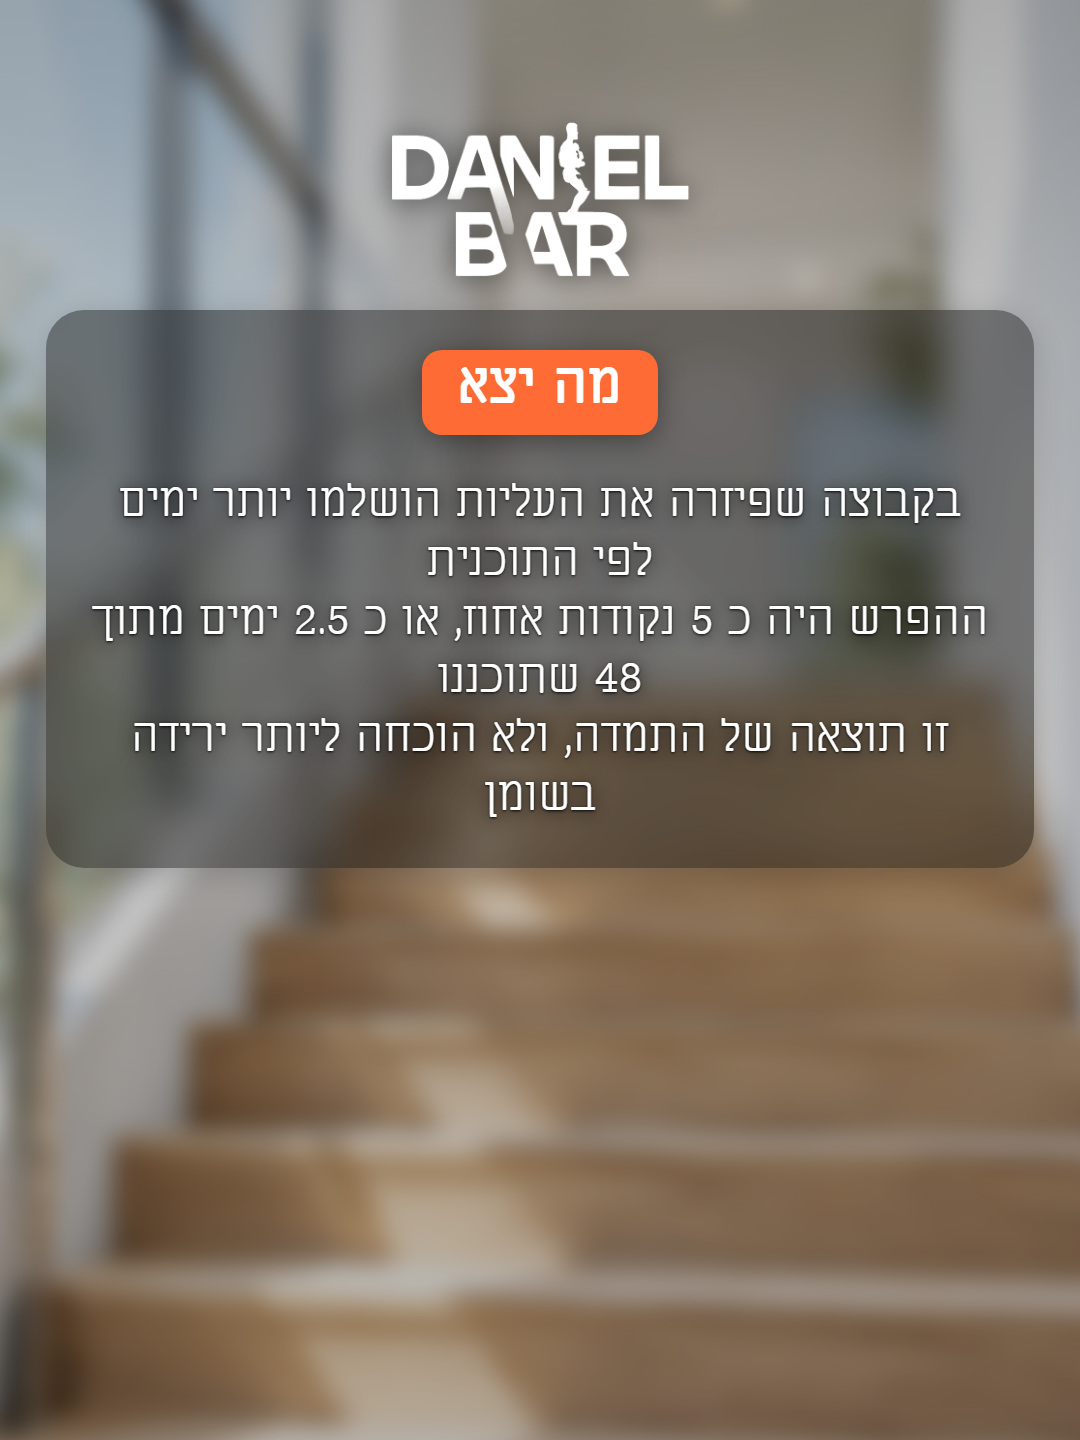 DANIEL
BAR
מה יצא
בקבוצה שפיזרה את העליות הושלמו יותר ימים
לפי התוכנית
ההפרש היה כ 5 נקודות אחוז, או כ 2.5 ימים מתוך
48 שתוכננו
זו תוצאה של התמדה, ולא הוכחה ליותר ירידה
בשומן